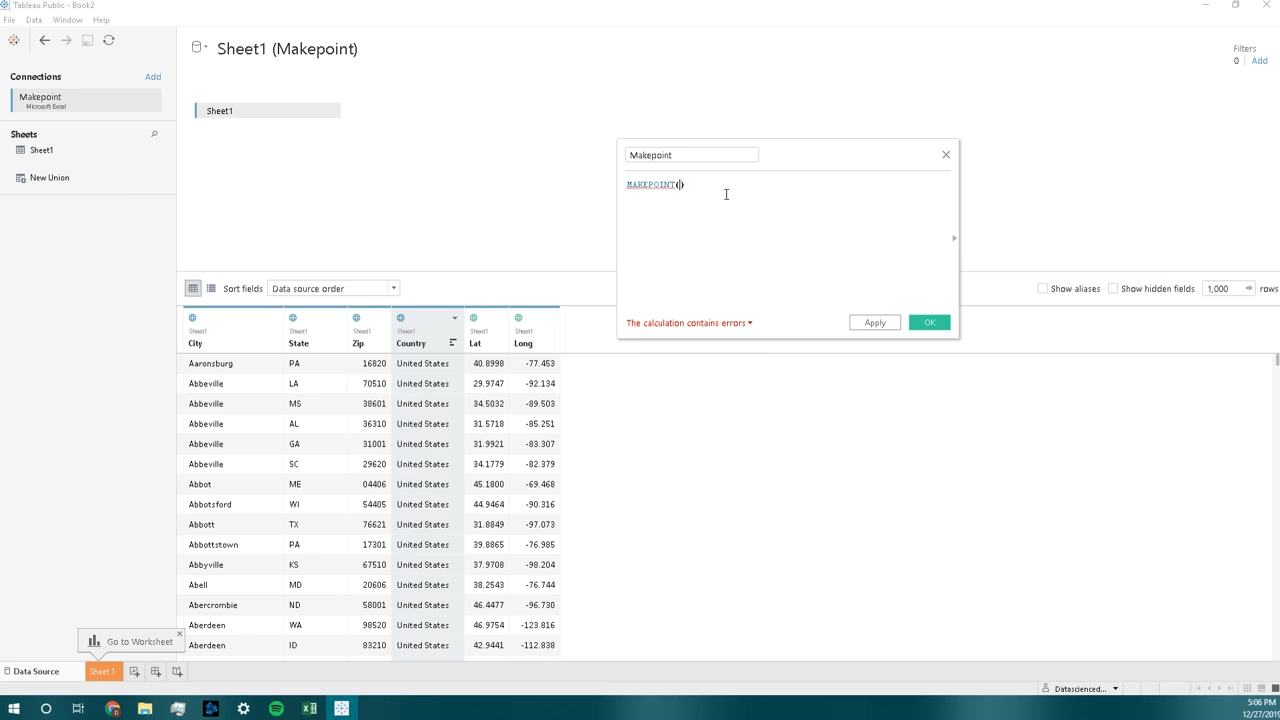 Tableau Public - Book2
File Data Window Help
Sheet1 (Makepoint)
Filters
0 Add
Connections Add
Makepoint
Microsoft Excel
Sheet1
Sheets
Sheet1
New Union
Makepoint
MAKEPOINT()
The calculation contains errors
Apply OK
Sort fields Data source order
Show aliases Show hidden fields 1,000 rows
Sheet1 Sheet1 Sheet1 Sheet1 Sheet1 Sheet1
City State Zip Country Lat Long
Aaronsburg PA 16820 United States 40.8998 -77.453
Abbeville LA 70510 United States 29.9747 -92.134
Abbeville MS 38601 United States 34.5032 -89.503
Abbeville AL 36310 United States 31.5718 -85.251
Abbeville GA 31001 United States 31.9921 -83.307
Abbeville SC 29620 United States 34.1779 -82.379
Abbot ME 04406 United States 45.1800 -69.468
Abbotsford WI 54405 United States 44.9464 -90.316
Abbott TX 76621 United States 31.8849 -97.073
Abbottstown PA 17301 United States 39.8865 -76.985
Abbyville KS 67510 United States 37.9708 -98.204
Abell MD 20606 United States 38.2543 -76.744
Abercrombie ND 58001 United States 46.4477 -96.730
Aberdeen WA 98520 United States 46.9754 -123.816
Aberdeen ID 83210 United States 42.9441 -112.838
Go to Worksheet
Data Source Sheet 1
Datascienced...
5:06 PM
12/27/2019